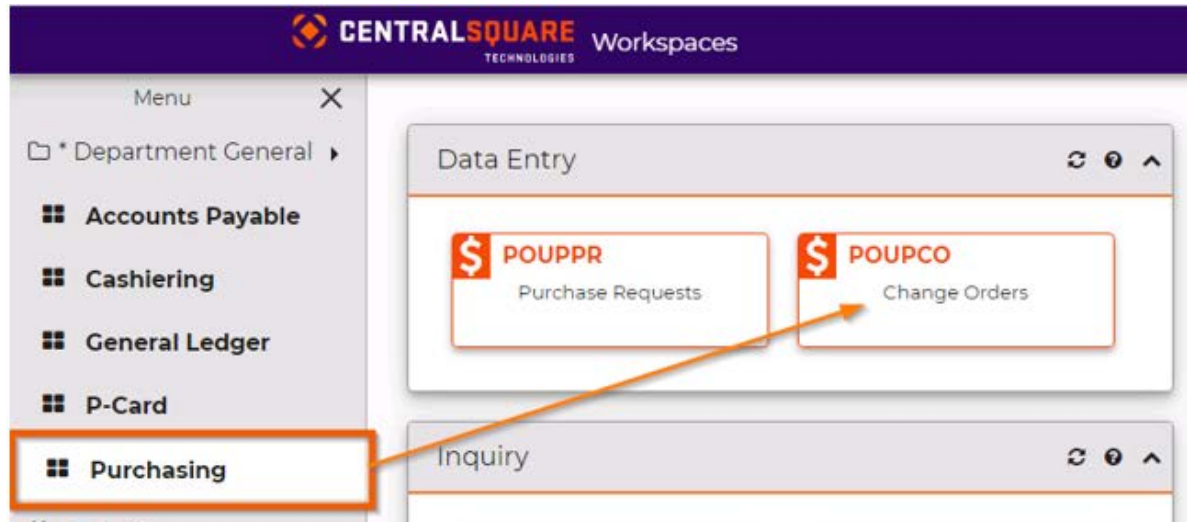 CENTRALSQUARE Workspaces
TECHNOLOGIES
Menu
* Department General
Accounts Payable
Cashiering
General Ledger
P-Card
Purchasing
Data Entry
$ POUPPR
Purchase Requests
$ POUPCO
Change Orders
Inquiry